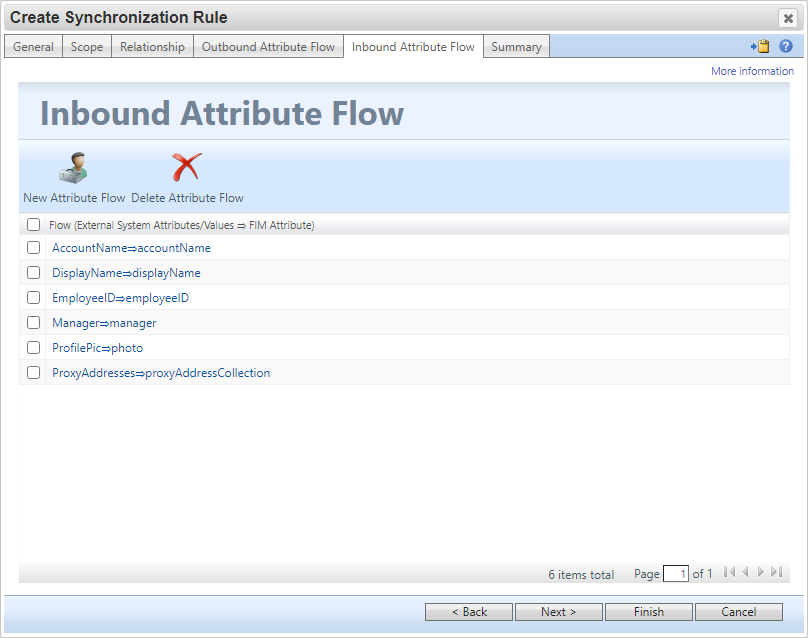 Create Synchronization Rule
General Scope Relationship Outbound Attribute Flow Inbound Attribute Flow Summary
More information
Inbound Attribute Flow
New Attribute Flow Delete Attribute Flow
Flow (External System Attributes/Values ⇒ FIM Attribute)
AccountName⇒accountName
DisplayName⇒displayName
EmployeeID⇒employeeID
Manager⇒manager
ProfilePic⇒photo
ProxyAddresses⇒proxyAddressCollection
6 items total Page 1 of 1
< Back Next > Finish Cancel